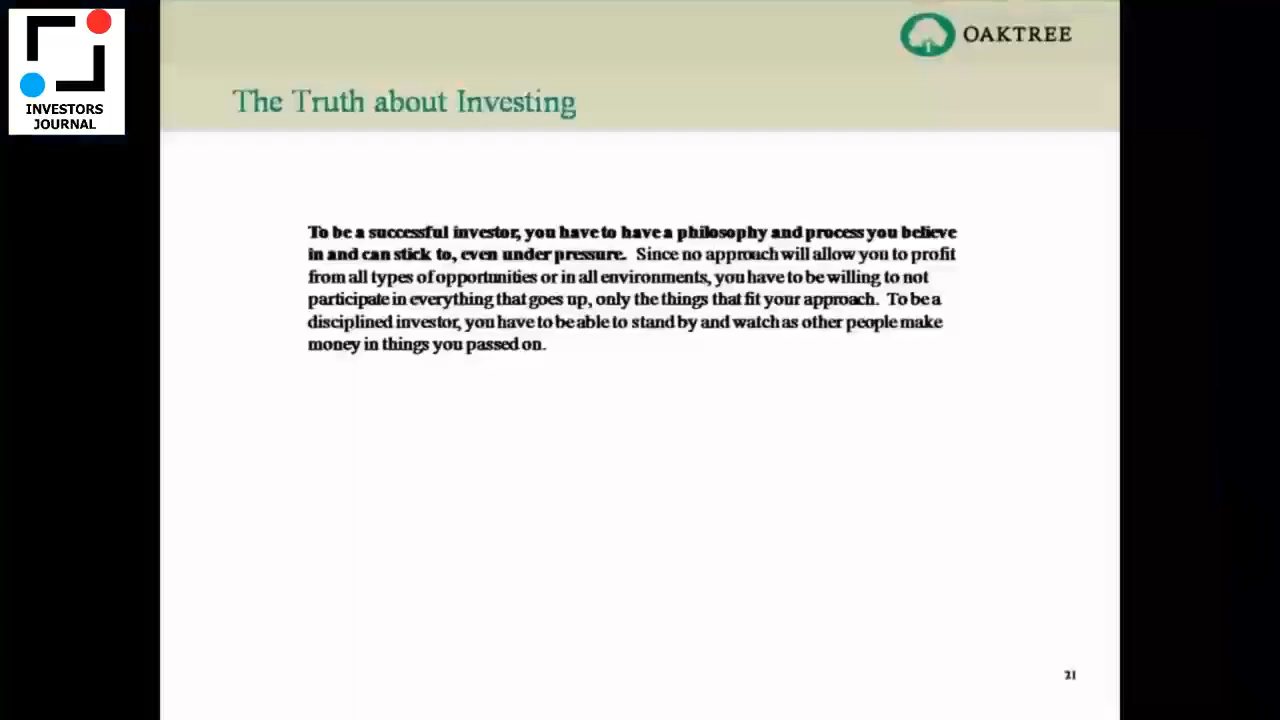 INVESTORS
JOURNAL
OAKTREE
The Truth about Investing
To be a successful investor, you have to have a philosophy and process you believe
in and can stick to, even under pressure. Since no approach will allow you to profit
from all types of opportunities or in all environments, you have to be willing to not
participate in everything that goes up, only the things that fit your approach. To be a
disciplined investor, you have to be able to stand by and watch as other people make
money in things you passed on.
21